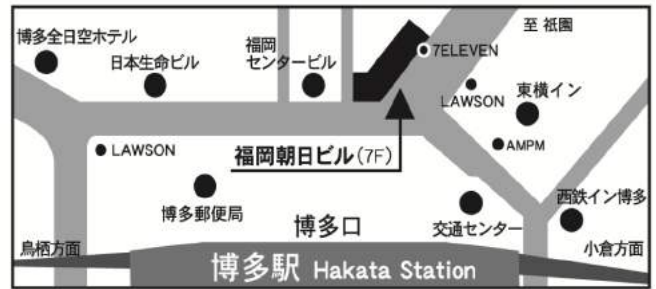 博多全日空ホテル
日本生命ビル
福岡
センタービル
7ELEVEN
至 祇園
LAWSON
東横イン
AMPM
LAWSON
福岡朝日ビル(7F)
博多郵便局
博多口
交通センター
西鉄イン博多
鳥栖方面
小倉方面
博多駅 Hakata Station